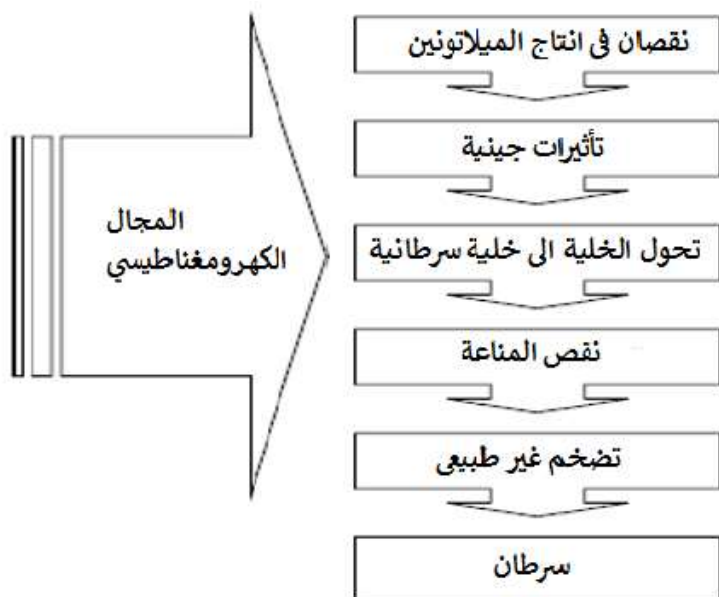 نقصان فى انتاج الميلاتونين
تأثيرات جينية
المجال
الكهرومغناطيسي
تحول الخلية الى خلية سرطانية
نقص المناعة
تضخم غير طبيعى
سرطان